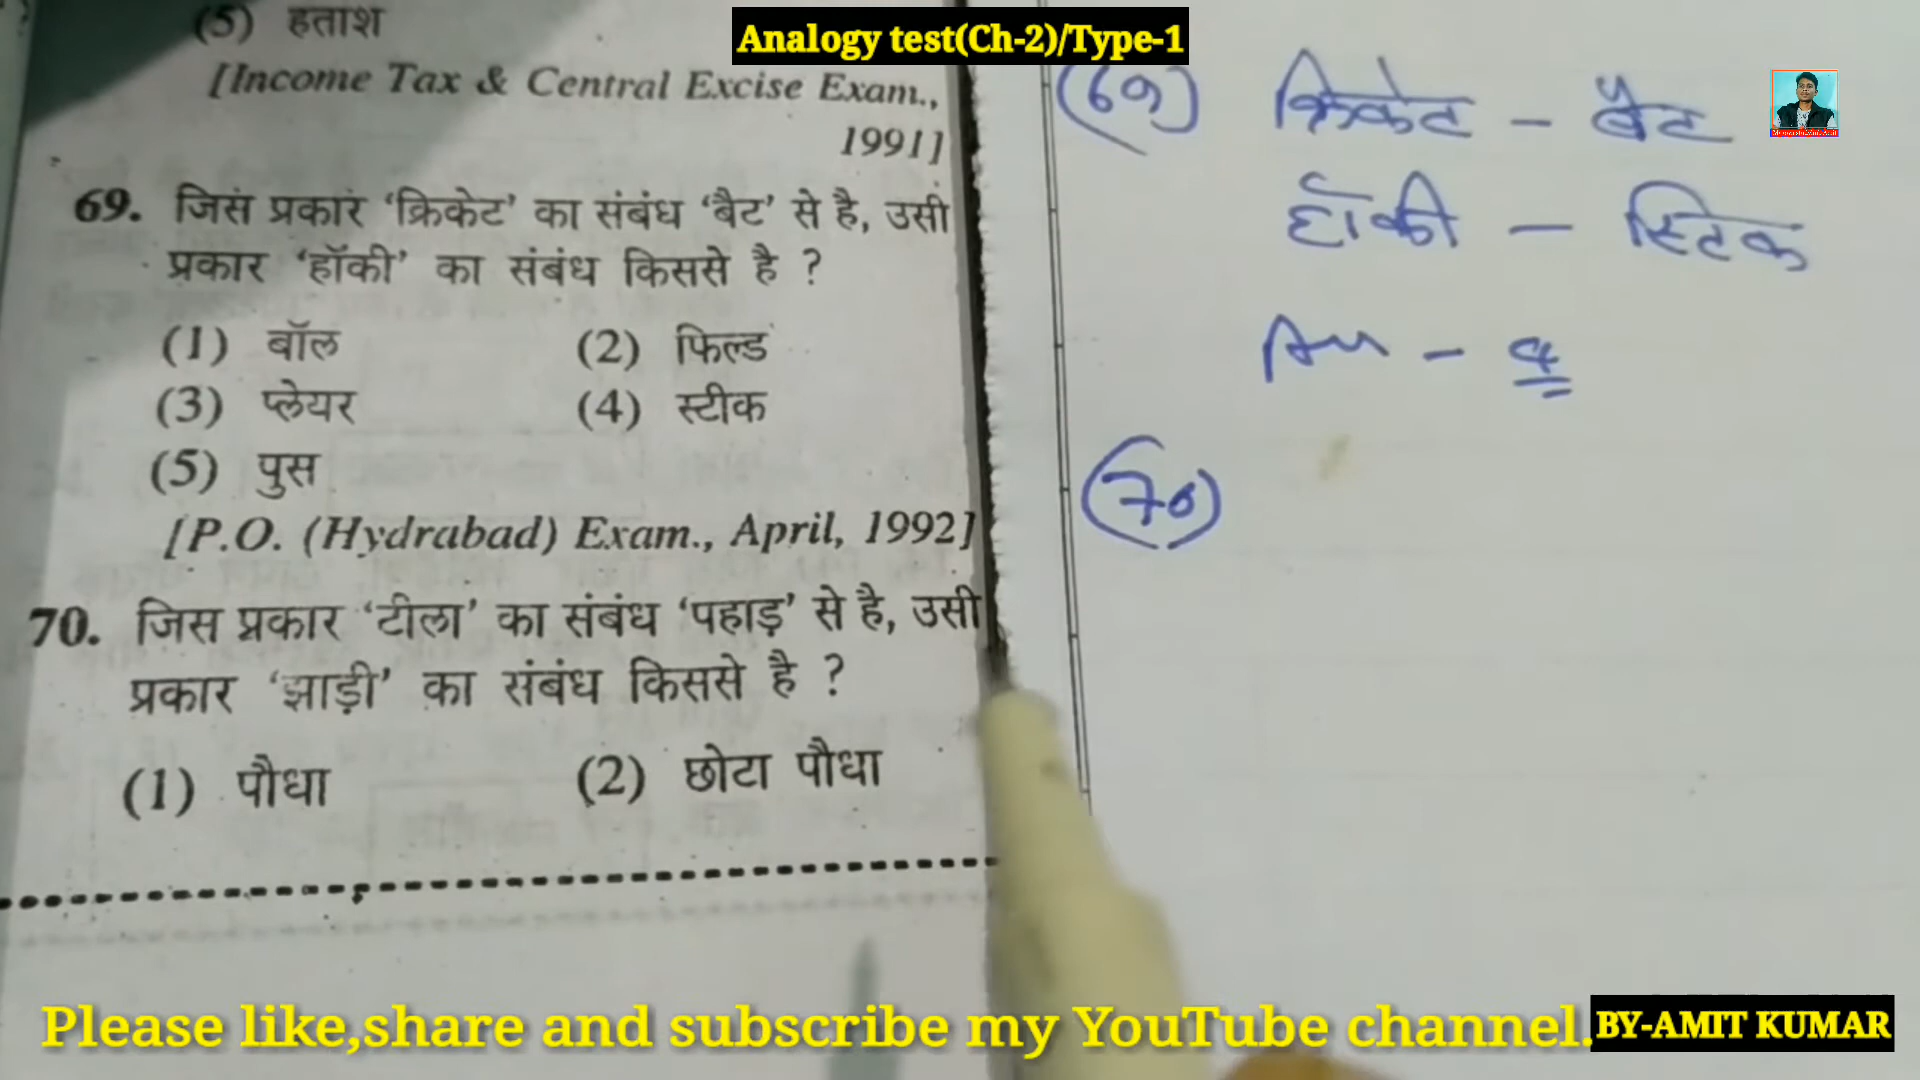 Analogy test(Ch-2)/Type-1
(5) हताश
[Income Tax & Central Excise Exam.,
1991]
69. जिस प्रकार ‘क्रिकेट’ का संबंध ‘बैट’ से है, उसी
प्रकार ‘हॉकी’ का संबंध किससे है ?
(1) बॉल (2) फिल्ड
(3) प्लेयर (4) स्टीक
(5) पुस
[P.O. (Hydrabad) Exam., April, 1992]
70. जिस प्रकार ‘टीला’ का संबंध ‘पहाड़’ से है, उसी
प्रकार ‘झाड़ी’ का संबंध किससे है ?
(1) पौधा (2) छोटा पौधा
(69) क्रिकेट - बैट
हॉकी - स्टिक
Ans - 4
(70)
Please like,share and subscribe my YouTube channel.
BY-AMIT KUMAR